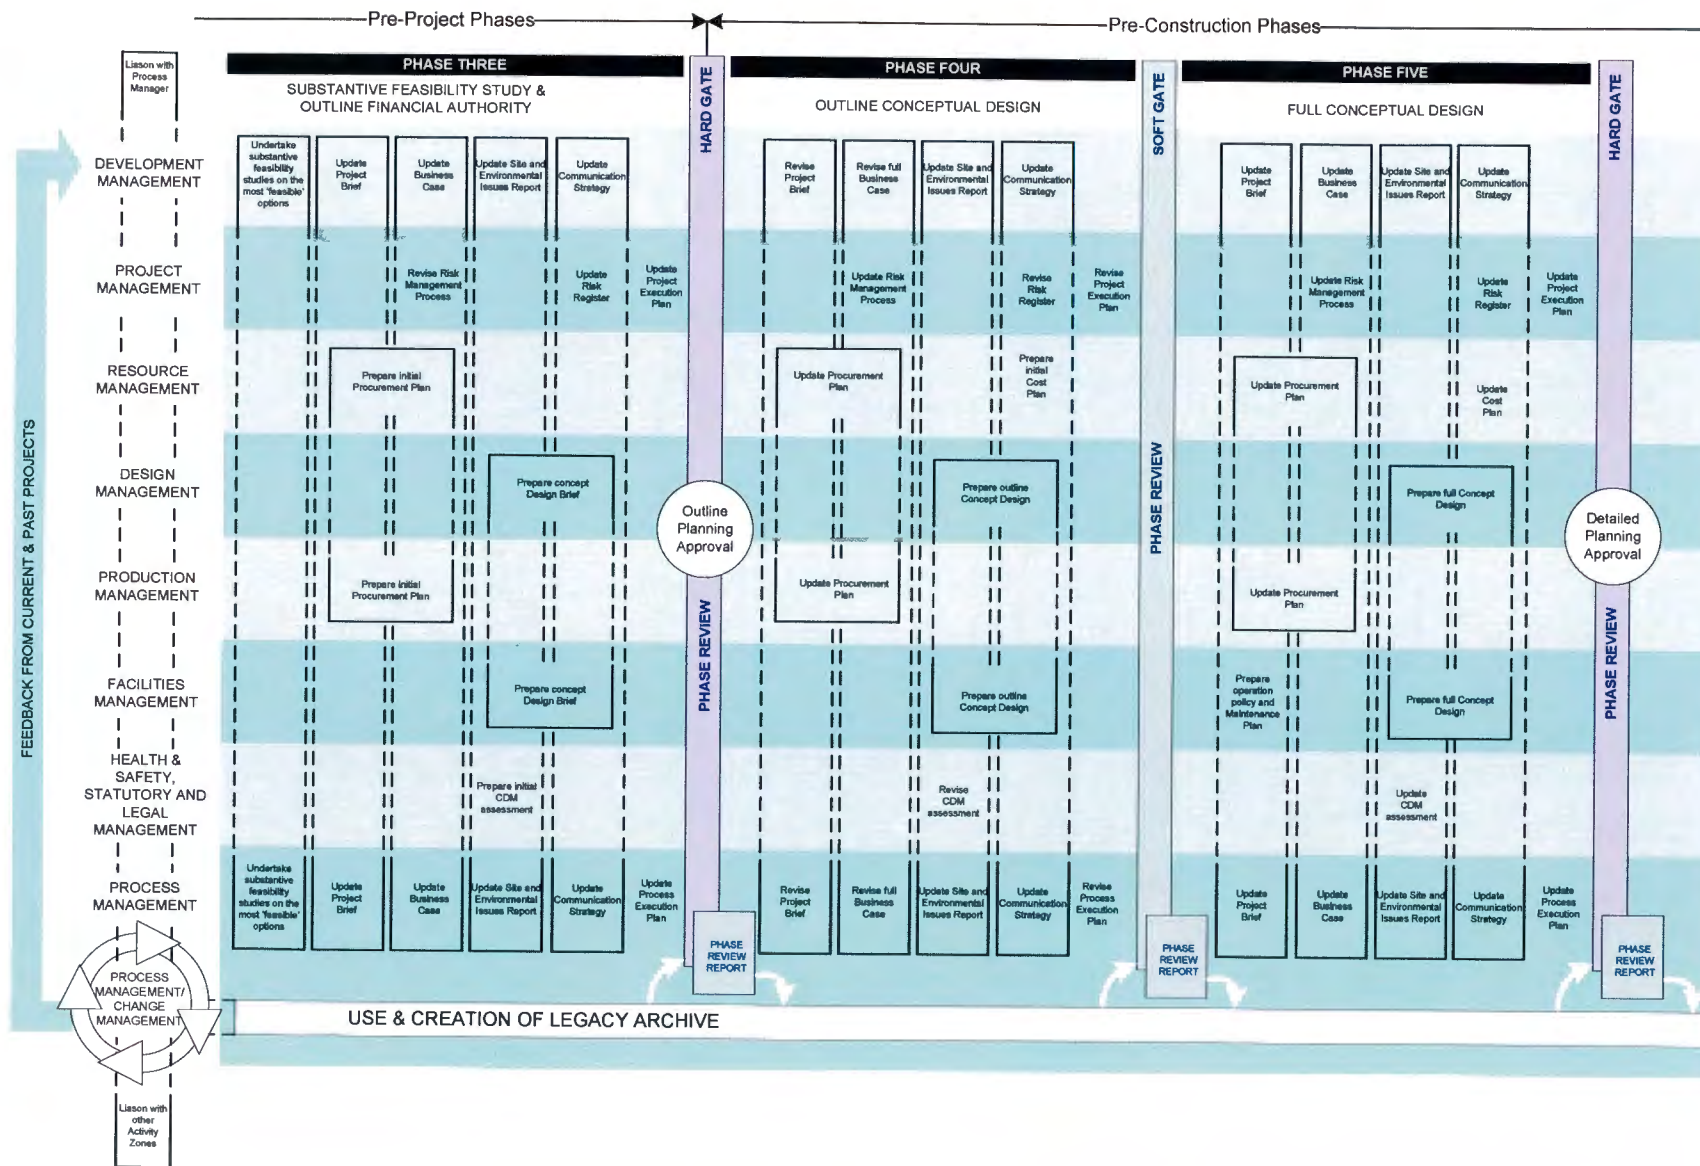 Pre-Project Phases
Pre-Construction Phases
Liason with
Process
Manager
PHASE THREE
SUBSTANTIVE FEASIBILITY STUDY &
OUTLINE FINANCIAL AUTHORITY
HARD GATE
PHASE FOUR
OUTLINE CONCEPTUAL DESIGN
SOFT GATE
PHASE FIVE
FULL CONCEPTUAL DESIGN
HARD GATE
FEEDBACK FROM CURRENT & PAST PROJECTS
DEVELOPMENT
MANAGEMENT
Undertake
substantive
feasibility
studies on the
most 'feasible'
options
Update
Project
Brief
Update
Business
Case
Update Site and
Environmental
Issues Report
Update
Communication
Strategy
Revise
Project
Brief
Revise full
Business
Case
Update Site and
Environmental
Issues Report
Update
Communication
Strategy
Update
Project
Brief
Update
Business
Case
Update Site and
Environmental
Issues Report
Update
Communication
Strategy
PROJECT
MANAGEMENT
Revise Risk
Management
Process
Update
Risk
Register
Update
Project
Execution
Plan
Update Risk
Management
Process
Revise
Risk
Register
Revise
Project
Execution
Plan
Update Risk
Management
Process
Update
Risk
Register
Update
Project
Execution
Plan
RESOURCE
MANAGEMENT
Prepare initial
Procurement Plan
Update Procurement
Plan
Prepare
initial
Cost
Plan
Update Procurement
Plan
Update
Cost
Plan
DESIGN
MANAGEMENT
Prepare concept
Design Brief
Outline
Planning
Approval
Prepare outline
Concept Design
PHASE REVIEW
Prepare full Concept
Design
Detailed
Planning
Approval
PRODUCTION
MANAGEMENT
Prepare initial
Procurement Plan
Update Procurement
Plan
Update Procurement
Plan
FACILITIES
MANAGEMENT
Prepare concept
Design Brief
PHASE REVIEW
Prepare outline
Concept Design
Prepare
operation
policy and
Maintenance
Plan
Prepare full Concept
Design
PHASE REVIEW
HEALTH &
SAFETY,
STATUTORY AND
LEGAL
MANAGEMENT
Prepare initial
CDM
assessment
Revise
CDM
assessment
Update
CDM
assessment
PROCESS
MANAGEMENT
Undertake
substantive
feasibility
studies on the
most 'feasible'
options
Update
Project
Brief
Update
Business
Case
Update Site and
Environmental
Issues Report
Update
Communication
Strategy
Update
Process
Execution
Plan
Revise
Project
Brief
Revise full
Business
Case
Update Site and
Environmental
Issues Report
Update
Communication
Strategy
Revise
Process
Execution
Plan
Update
Project
Brief
Update
Business
Case
Update Site and
Environmental
Issues Report
Update
Communication
Strategy
Update
Process
Execution
Plan
PHASE
REVIEW
REPORT
PHASE
REVIEW
REPORT
PHASE
REVIEW
REPORT
PROCESS
MANAGEMENT/
CHANGE
MANAGEMENT
USE & CREATION OF LEGACY ARCHIVE
Liason with
other
Activity
Zones